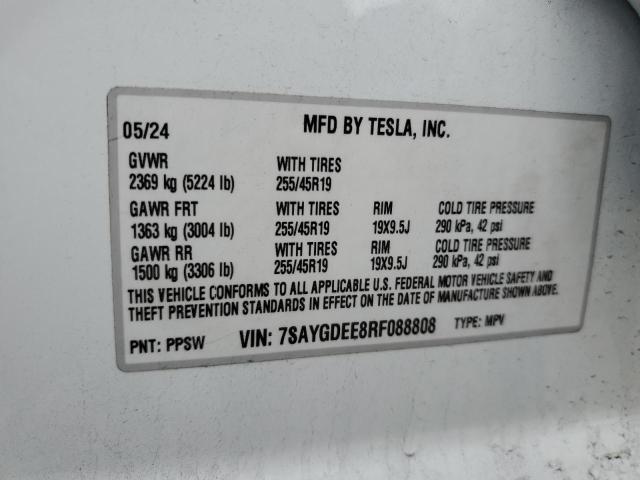 05/24 MFD BY TESLA, INC.
GVWR WITH TIRES
2369 kg (5224 lb) 255/45R19
GAWR FRT WITH TIRES RIM COLD TIRE PRESSURE
1363 kg (3004 lb) 255/45R19 19X9.5J 290 kPa, 42 psi
GAWR RR WITH TIRES RIM COLD TIRE PRESSURE
1500 kg (3306 lb) 255/45R19 19X9.5J 290 kPa, 42 psi
THIS VEHICLE CONFORMS TO ALL APPLICABLE U.S. FEDERAL MOTOR VEHICLE SAFETY AND
THEFT PREVENTION STANDARDS IN EFFECT ON THE DATE OF MANUFACTURE SHOWN ABOVE.
PNT: PPSW VIN: 7SAYGDEE8RF088808 TYPE: MPV